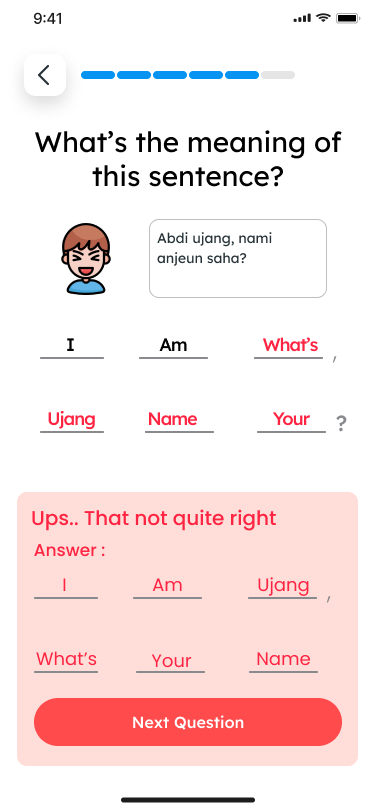 9:41
What’s the meaning of
this sentence?
Abdi ujang, nami
anjeun saha?
I Am What’s ,
Ujang Name Your ?
Ups.. That not quite right
Answer :
I Am Ujang ,
What’s Your Name
Next Question